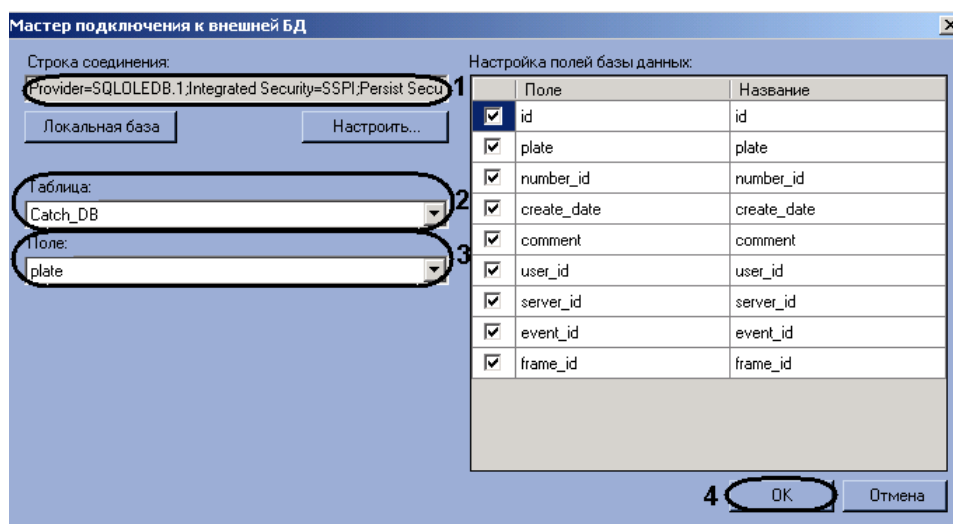 Мастер подключения к внешней БД
Строка соединения:
Provider=SQLOLEDB.1;Integrated Security=SSPI;Persist Secu 1
Локальная база Настроить...
Таблица:
Catch_DB 2
Поле:
plate 3
Настройка полей базы данных:
Поле Название
id id
plate plate
number_id number_id
create_date create_date
comment comment
user_id user_id
server_id server_id
event_id event_id
frame_id frame_id
4 OK Отмена